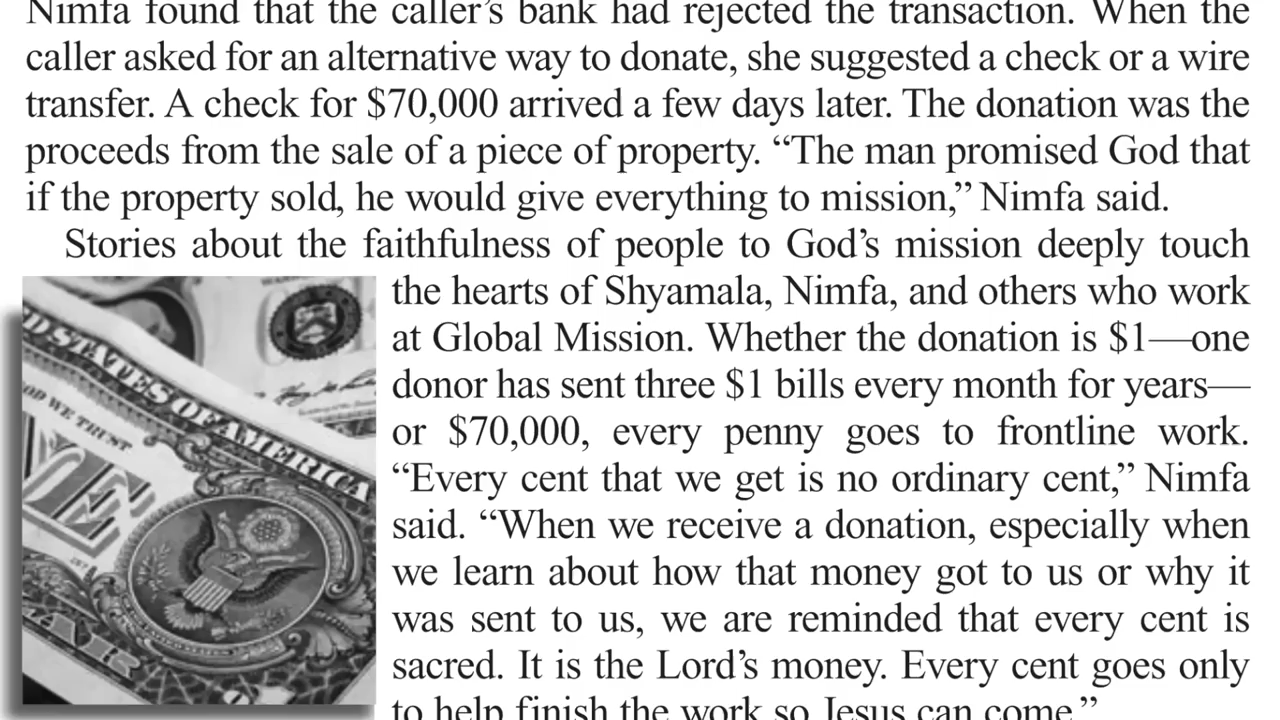 Nimfa found that the caller’s bank had rejected the transaction. When the
caller asked for an alternative way to donate, she suggested a check or a wire
transfer. A check for $70,000 arrived a few days later. The donation was the
proceeds from the sale of a piece of property. “The man promised God that
if the property sold, he would give everything to mission,” Nimfa said.
Stories about the faithfulness of people to God’s mission deeply touch
the hearts of Shyamala, Nimfa, and others who work
at Global Mission. Whether the donation is $1—one
donor has sent three $1 bills every month for years—
or $70,000, every penny goes to frontline work.
“Every cent that we get is no ordinary cent,” Nimfa
said. “When we receive a donation, especially when
we learn about how that money got to us or why it
was sent to us, we are reminded that every cent is
sacred. It is the Lord’s money. Every cent goes only
to help finish the work so Jesus can come.”
D STATES OF AMERICA
OD WE TRUST
NE
LAR